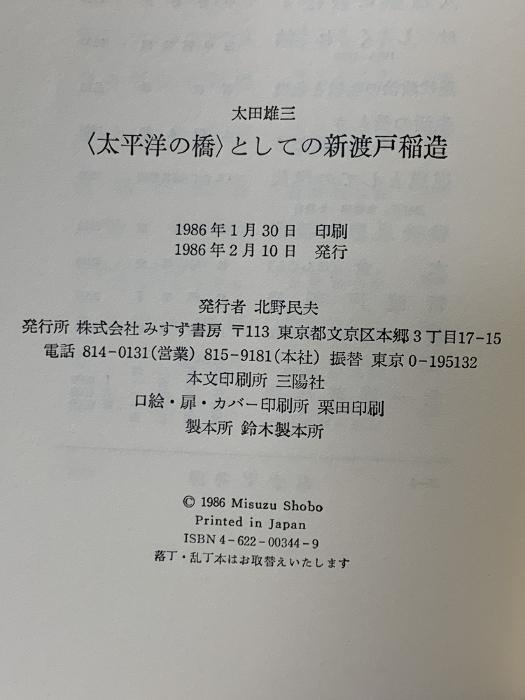 太田雄三
〈太平洋の橋〉としての新渡戸稲造
1986年1月30日 印刷
1986年2月10日 発行
発行者 北野民夫
発行所 株式会社 みすず書房 〒113 東京都文京区本郷3丁目17-15
電話 814-0131(営業) 815-9181(本社) 振替 東京0-195132
本文印刷所 三陽社
口絵・扉・カバー印刷所 栗田印刷
製本所 鈴木製本所
© 1986 Misuzu Shobo
Printed in Japan
ISBN4-622-00344-9
落丁・乱丁本はお取替えいたします